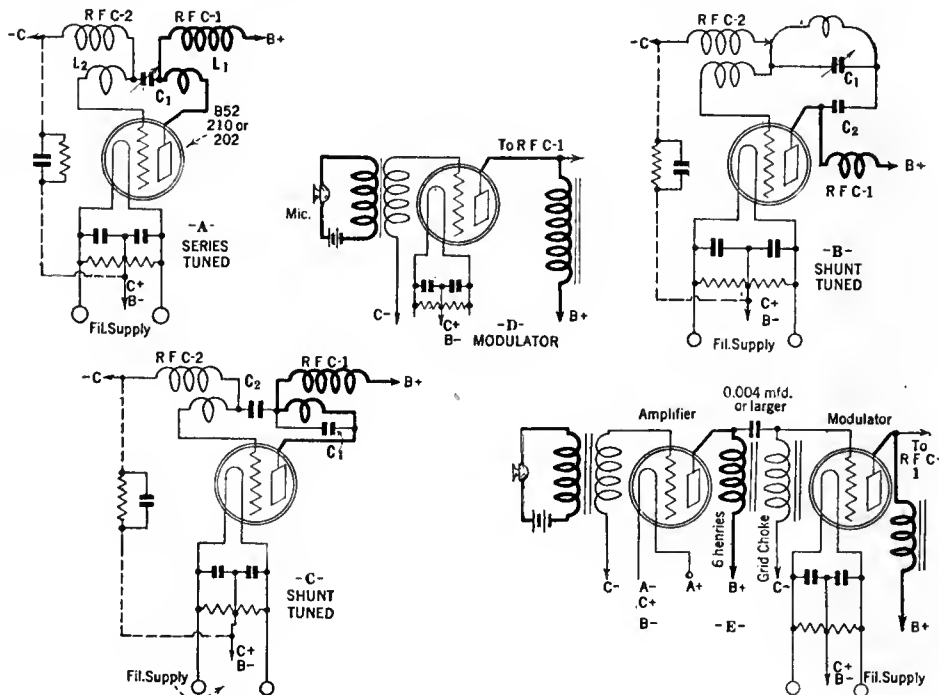 RFC-2
RFC-1
-C
B+
L2
L1
C1
B52
210 or
202
-A-
SERIES
TUNED
C+
B-
Fil.Supply
To RFC-1
Mic.
C-
C+
B-
-D-
MODULATOR
B+
RFC-2
-C
C1
C2
B+
RFC-1
-B-
SHUNT
TUNED
C+
B-
Fil.Supply
RFC-2
RFC-1
-C
C2
B+
C1
-C-
SHUNT
TUNED
C+
B-
Fil.Supply
0.004 mfd.
or larger
Amplifier
Modulator
To
RFC-
1
6 henries
Grid Choke
C-
A-
C+
B-
A+
B+
C-
-E-
B+
C+
B-
Fil.Supply